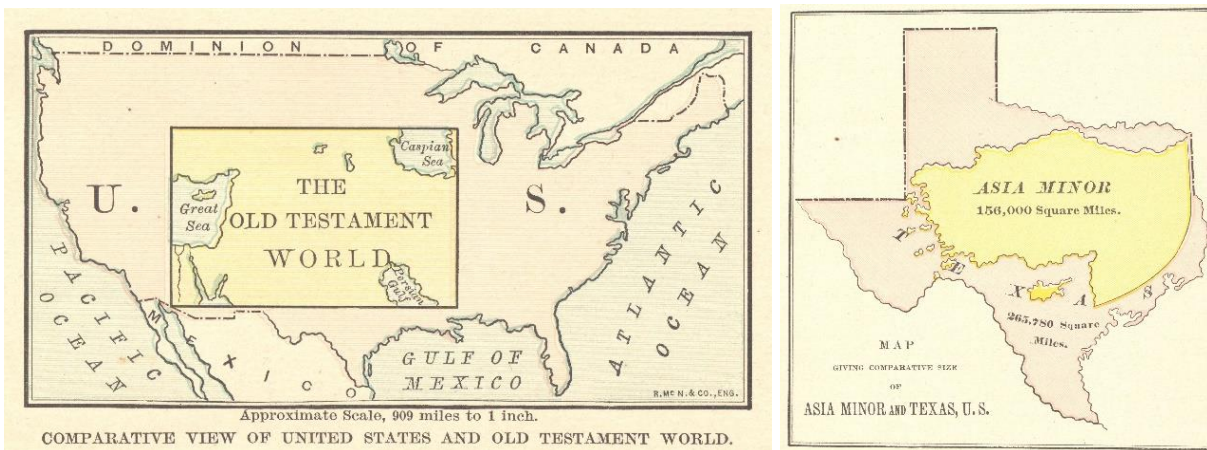 DOMINION OF CANADA
U. S.
Caspian
Sea
THE
OLD TESTAMENT
WORLD
Great
Sea
Persian
Gulf
PACIFIC
OCEAN
ATLANTIC
OCEAN
MEXICO
GULF OF
MEXICO
R. MC N. & CO., ENG.
Approximate Scale, 909 miles to 1 inch.
COMPARATIVE VIEW OF UNITED STATES AND OLD TESTAMENT WORLD.
ASIA MINOR
156,000 Square Miles.
TEXAS
265,780 Square
Miles.
MAP
GIVING COMPARATIVE SIZE
OF
ASIA MINOR AND TEXAS, U. S.